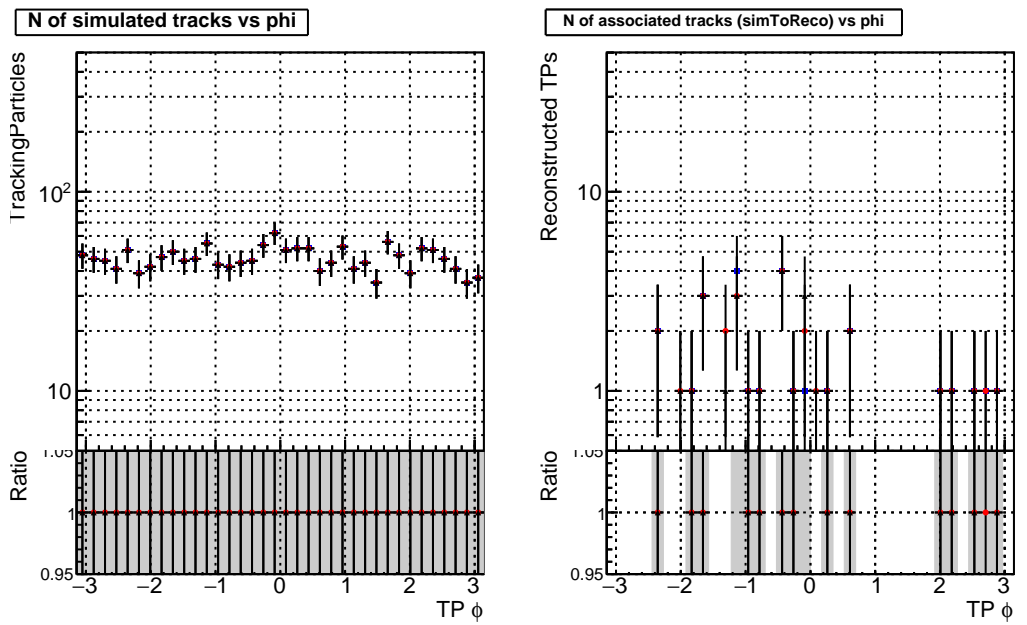 N of simulated tracks vs phi
TrackingParticles
10²
10
1.05
Ratio
1
0.95
−3 −2 −1 0 1 2 3
TP ϕ
N of associated tracks (simToReco) vs phi
Reconstructed TPs
10
1
1.05
Ratio
1
0.95
−3 −2 −1 0 1 2 3
TP ϕ